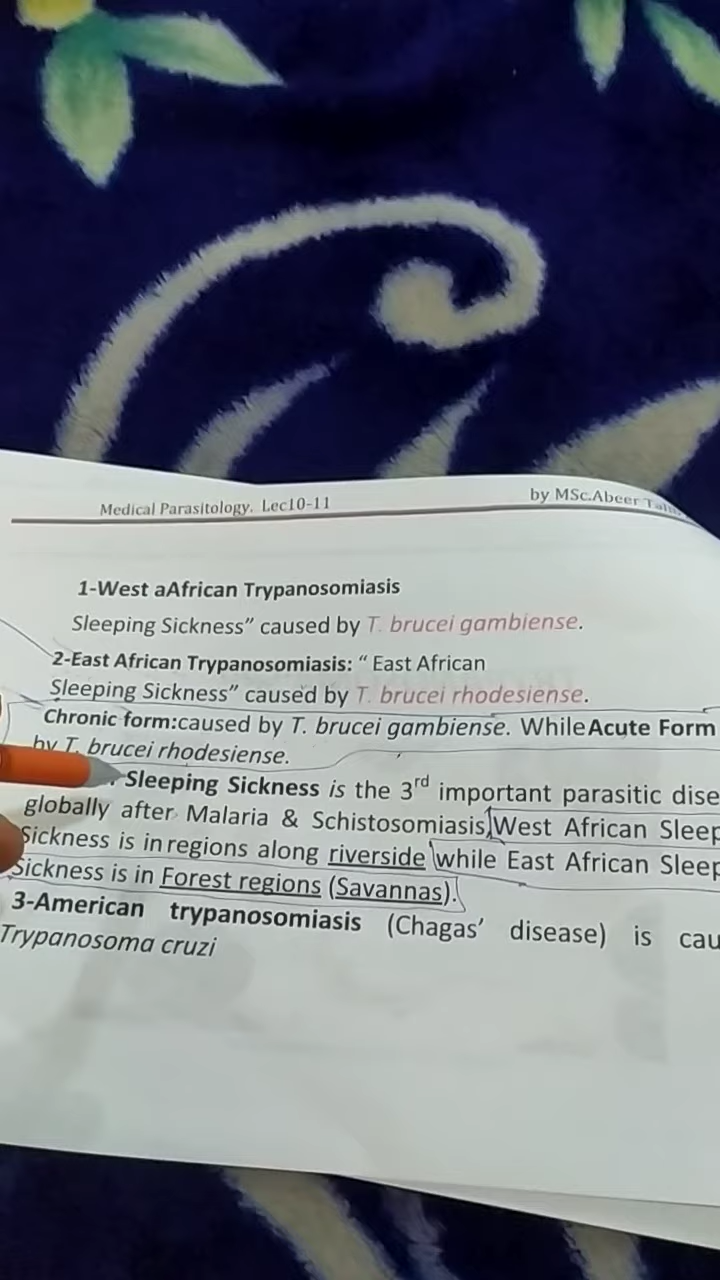 Medical Parasitology. Lec10-11
by MSc.Abeer
1-West aAfrican Trypanosomiasis
Sleeping Sickness” caused by T. brucei gambiense.
2-East African Trypanosomiasis: “ East African
Sleeping Sickness” caused by T. brucei rhodesiense.
Chronic form:caused by T. brucei gambiense. While Acute Form
by T. brucei rhodesiense.
. Sleeping Sickness is the 3rd important parasitic dise
globally after Malaria & Schistosomiasis West African Sleep
Sickness is in regions along riverside while East African Sleep
Sickness is in Forest regions (Savannas).
3-American trypanosomiasis (Chagas’ disease) is cau
Trypanosoma cruzi